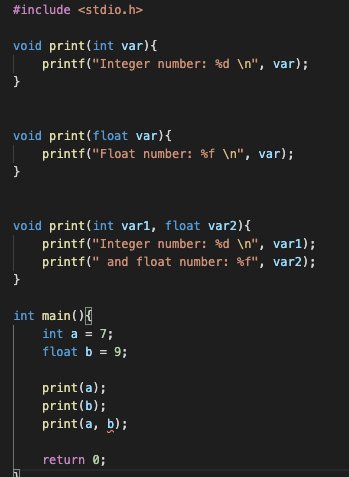 #include <stdio.h>
void print(int var){
printf("Integer number: %d \n", var);
}
void print(float var){
printf("Float number: %f \n", var);
}
void print(int var1, float var2){
printf("Integer number: %d \n", var1);
printf(" and float number: %f", var2);
}
int main(){
int a = 7;
float b = 9;
print(a);
print(b);
print(a, b);
return 0;
}